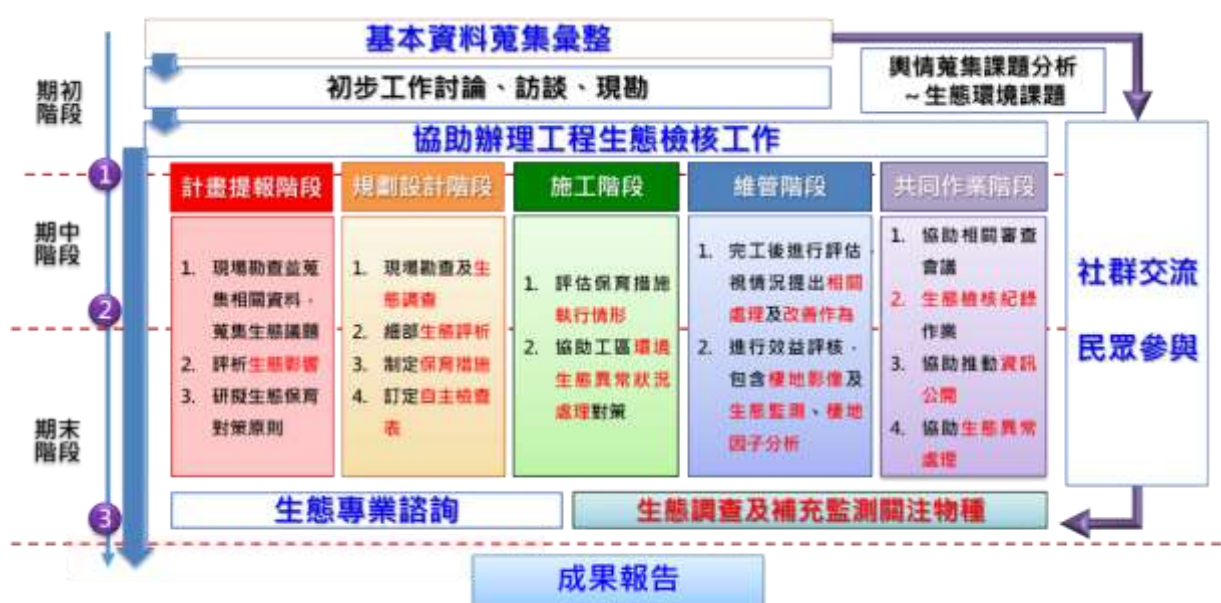 基本資料蒐集彙整
初步工作討論、訪談、現勘
輿情蒐集課題分析
~生態環境課題
期初
階段
協助辦理工程生態檢核工作
1
計畫提報階段
規劃設計階段
施工階段
維管階段
共同作業階段
期中
階段
2
期末
階段
3
1. 現場勘查並蒐
集相關資料,
蒐集生態議題
2. 評析生態影響
3. 研擬生態保育
對策原則
1. 現場勘查及生
態調查
2. 細部生態評析
3. 制定保育措施
4. 訂定自主檢查
表
1. 評估保育措施
執行情形
2. 協助工區環境
生態異常狀況
處理對策
1. 完工後進行評估,
視情況提出相關
處理及改善作為
2. 進行效益評核,
包含棲地影像及
生態監測、棲地
因子分析
1. 協助相關審查
會議
2. 生態檢核紀錄
作業
3. 協助推動資訊
公開
4. 協助生態異常
處理
社群交流
民眾參與
生態專業諮詢
生態調查及補充監測關注物種
成果報告